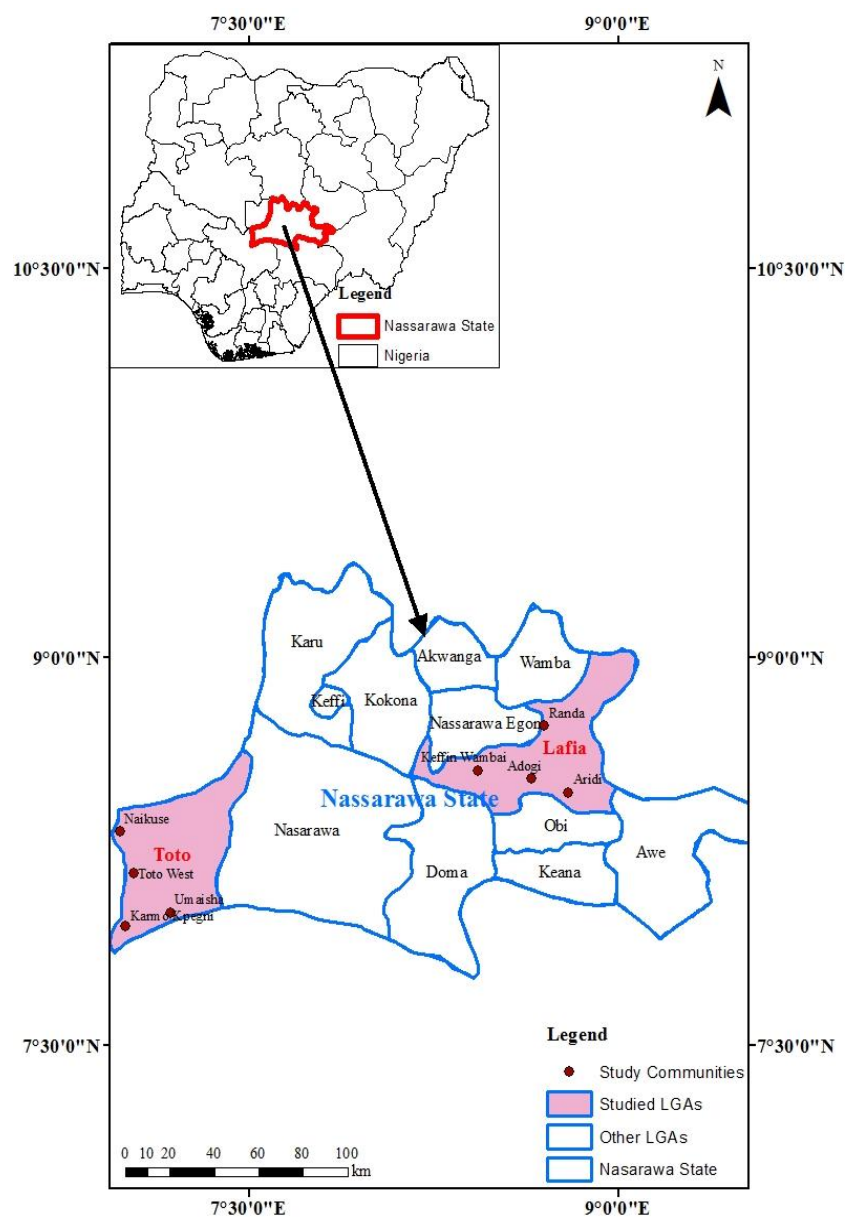 7°30'0"E 9°0'0"E
N
Legend
Nassarawa State
Nigeria
10°30'0"N 10°30'0"N
Karu
Akwanga
Wamba
9°0'0"N 9°0'0"N
Keffi
Kokona
Randa
Nassarawa Egon
Lafia
Keffin Wambai
Adogi
Aridi
Nassarawa State
Naikuse
Nasarawa
Obi
Toto
Awe
Toto West
Doma
Keana
Umaisha
Karmo Kpegni
Legend
7°30'0"N 7°30'0"N
Study Communities
Studied LGAs
Other LGAs
Nasarawa State
0 10 20 40 60 80 100
km
7°30'0"E 9°0'0"E